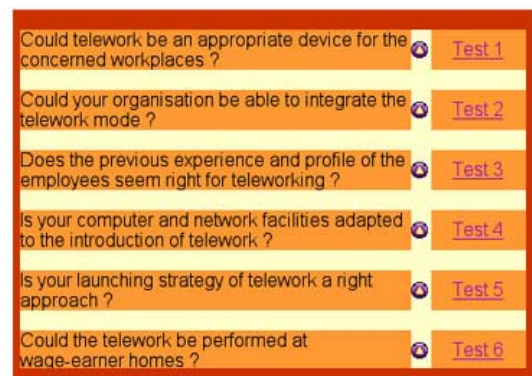 Could telework be an appropriate device for the
concerned workplaces ?
Test 1
Could your organisation be able to integrate the
telework mode ?
Test 2
Does the previous experience and profile of the
employees seem right for teleworking ?
Test 3
Is your computer and network facilities adapted
to the introduction of telework ?
Test 4
Is your launching strategy of telework a right
approach ?
Test 5
Could the telework be performed at
wage-earner homes ?
Test 6